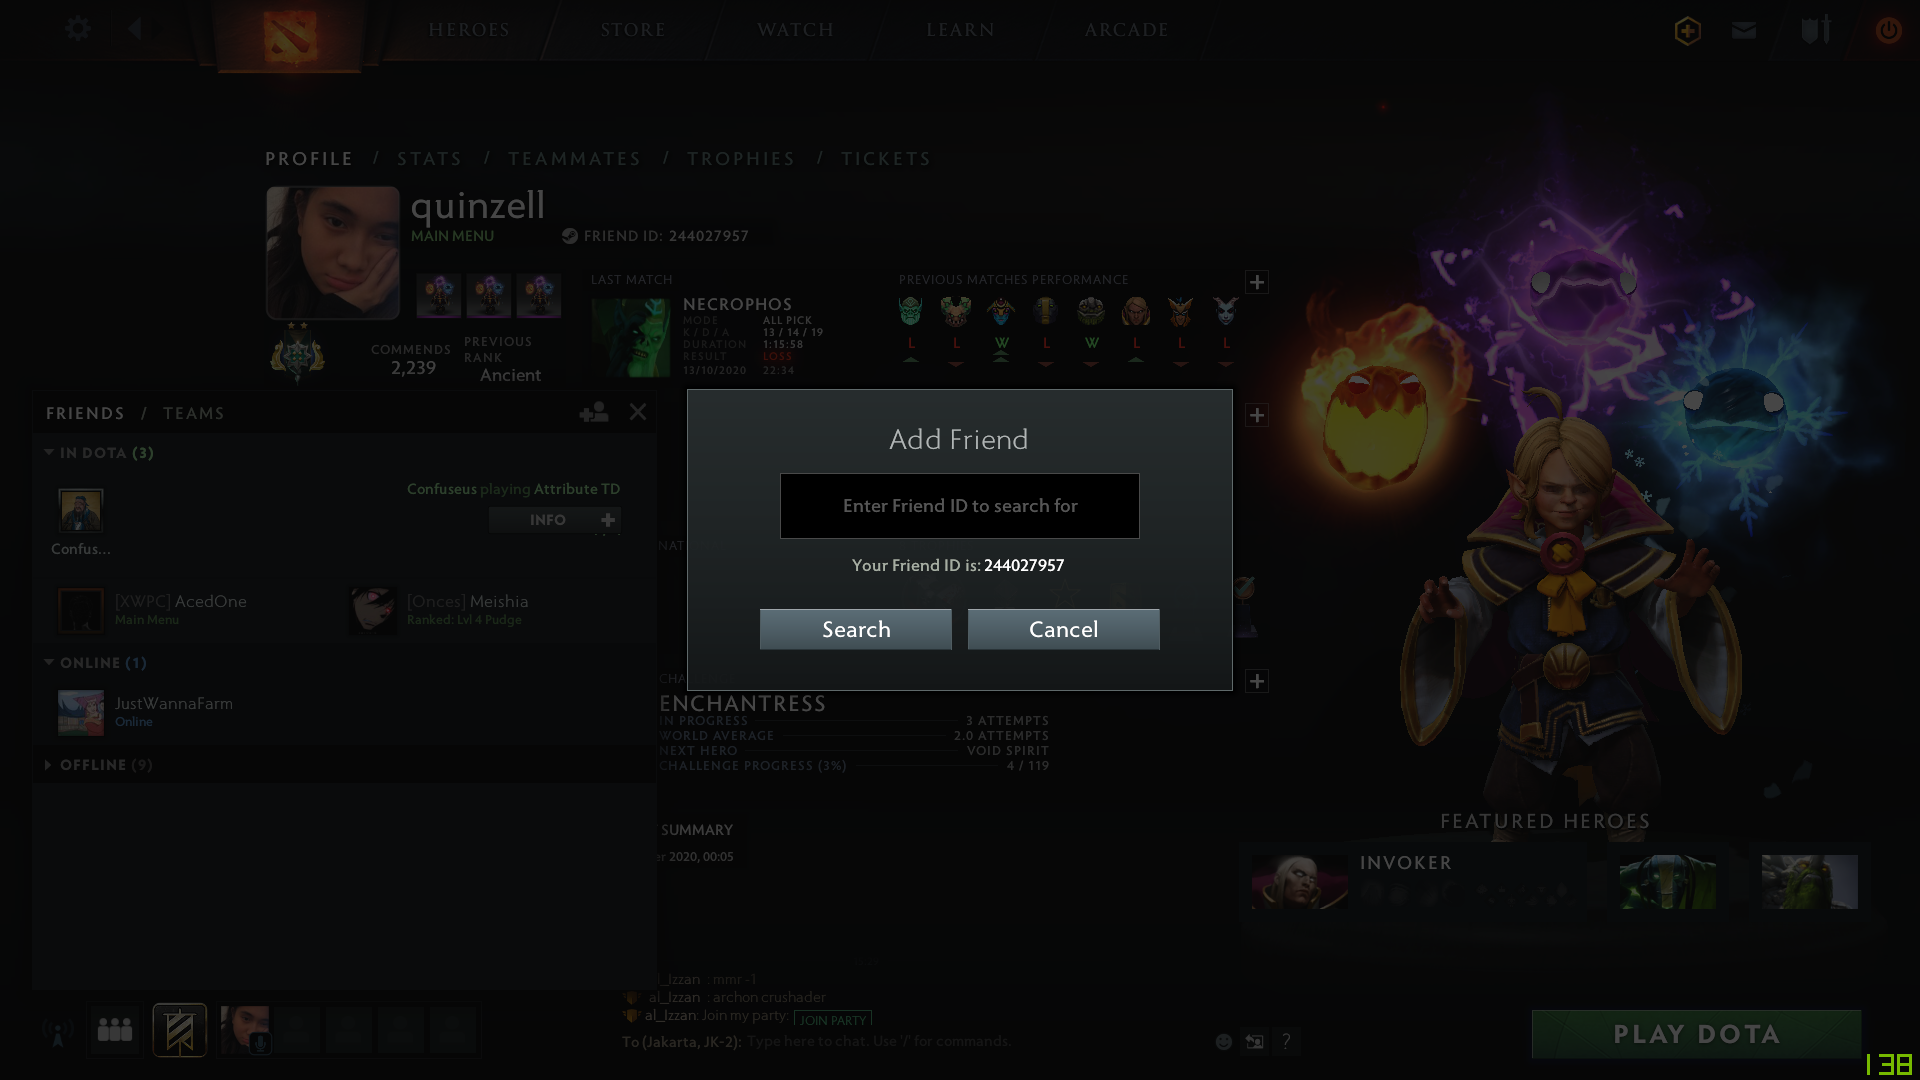 HEROES
STORE
WATCH
LEARN
ARCADE
PROFILE / STATS / TEAMMATES / TROPHIES / TICKETS
quinzell
MAIN MENU
FRIEND ID: 244027957
COMMENDS
2,239
PREVIOUS
RANK
Ancient
LAST MATCH
NECROPHOS
MODE ALL PICK
K / D / A 13 / 14 / 19
DURATION 1:15:58
RESULT LOSS
13/10/2020 22:34
PREVIOUS MATCHES PERFORMANCE
L L W L W L L L
FRIENDS / TEAMS
IN DOTA (3)
Confuseus playing Attribute TD
INFO
Confus...
[XWPC] AcedOne
Main Menu
[Onces] Meishia
Ranked: Lvl 4 Pudge
ONLINE (1)
JustWannaFarm
Online
OFFLINE (9)
Add Friend
Enter Friend ID to search for
Your Friend ID is: 244027957
Search
Cancel
ENCHANTRESS
IN PROGRESS 3 ATTEMPTS
WORLD AVERAGE 2.0 ATTEMPTS
NEXT HERO VOID SPIRIT
CHALLENGE PROGRESS (3%) 4 / 119
SUMMARY
2020, 00:05
FEATURED HEROES
INVOKER
al_Izzan : mmr -1
al_Izzan : archon crushader
al_Izzan: Join my party: JOIN PARTY
To (Jakarta, JK-2): Type here to chat. Use '/' for commands.
?
PLAY DOTA
138